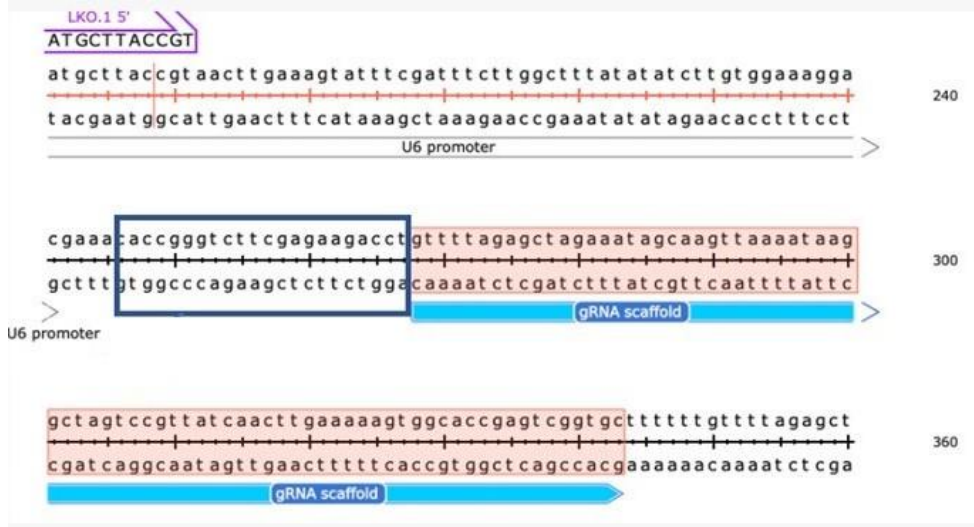 LKO.1 5'
ATGCTTACCGT
atgcttaccgtaacttgaaagtatttcgatttcttggctttatatatcttgtggaaagga
240
tacgaatggcattgaactttcataaagctaaagaaccgaaatatatagaacacctttcct
U6 promoter
cgaaacaccgggtcttcgagaagacctgttttagagctagaaatagcaagttaaaataag
300
gctttgtggcccagaagctcttctggacaaaatctcgatctttatcgttcaattttattc
gRNA scaffold
U6 promoter
gctagtccgttatcaacttgaaaaagtggcaccgagtcggtgcttttttgttttagagct
360
cgatcaggcaatagttgaactttttcaccgtggctcagccacgaaaaaacaaaatctcga
gRNA scaffold